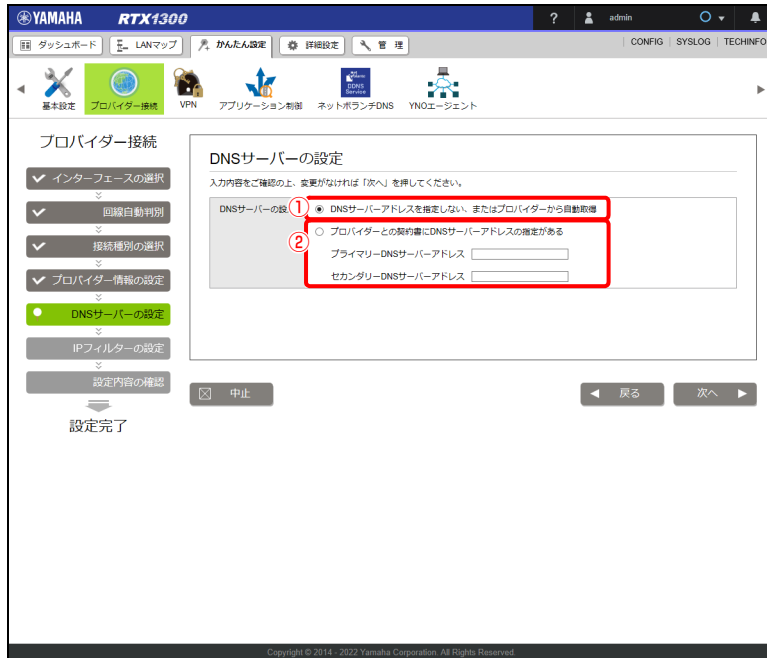 YAMAHA RTX1300 ? admin
ダッシュボード LANマップ かんたん設定 詳細設定 管 理 CONFIG SYSLOG TECHINFO
基本設定 プロバイダー接続 VPN アプリケーション制御 DDNS Service ネットボランチDNS YNOエージェント
プロバイダー接続
インターフェースの選択
回線自動判別
接続種別の選択
プロバイダー情報の設定
DNSサーバーの設定
IPフィルターの設定
設定内容の確認
設定完了
DNSサーバーの設定
入力内容をご確認の上、変更がなければ「次へ」を押してください。
DNSサーバーの設 ① DNSサーバーアドレスを指定しない、またはプロバイダーから自動取得
② プロバイダーとの契約書にDNSサーバーアドレスの指定がある
プライマリーDNSサーバーアドレス
セカンダリーDNSサーバーアドレス
中止 戻る 次へ
Copyright © 2014 - 2022 Yamaha Corporation. All Rights Reserved.